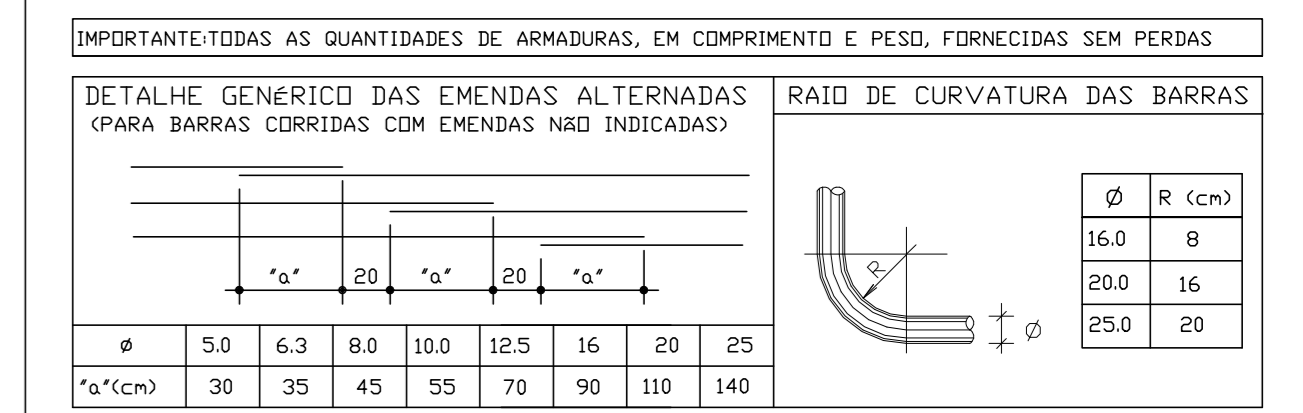 IMPORTANTE:TODAS AS QUANTIDADES DE ARMADURAS, EM COMPRIMENTO E PESO, FORNECIDAS SEM PERDAS
DETALHE GENÉRICO DAS EMENDAS ALTERNADAS
(PARA BARRAS CORRIDAS COM EMENDAS NÃO INDICADAS)
"a" 20 "a" 20 "a"
ø 5.0 6.3 8.0 10.0 12.5 16 20 25
"a"(cm) 30 35 45 55 70 90 110 140
RAIO DE CURVATURA DAS BARRAS
R
Ø
Ø R (cm)
16.0 8
20.0 16
25.0 20